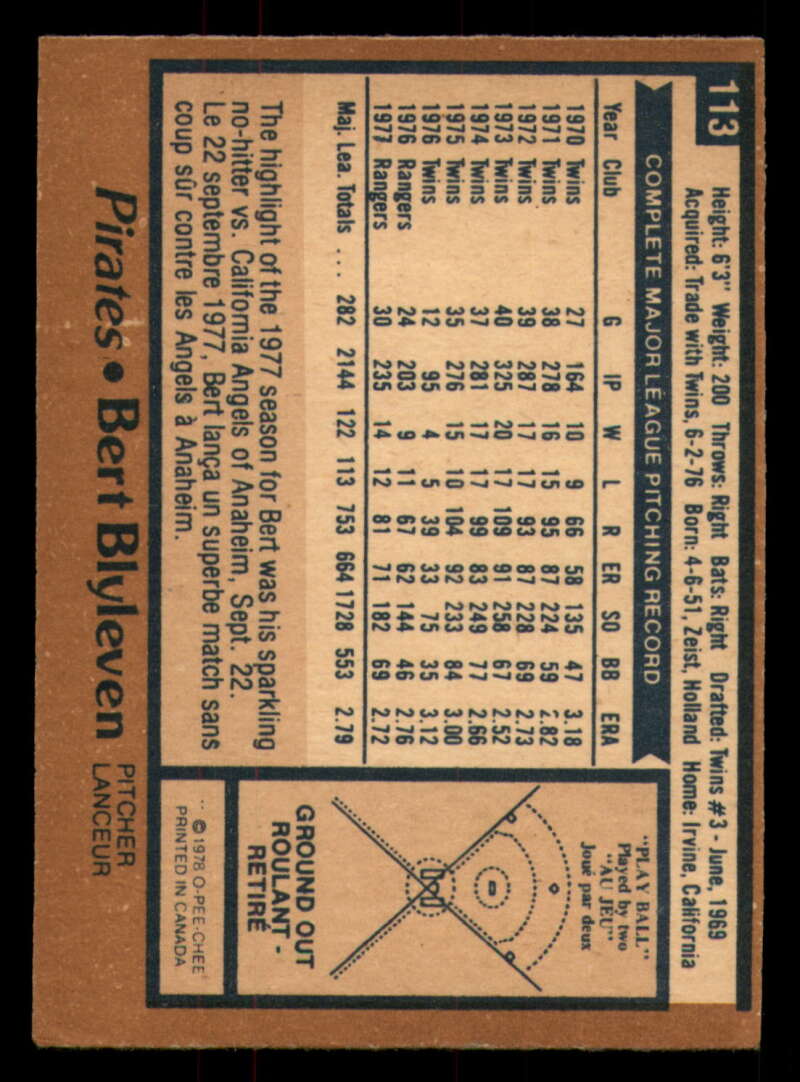 113
Height: 6'3" Weight: 200 Throws: Right Bats: Right Drafted: Twins #3 - June, 1969
Acquired: Trade with Twins, 6-2-76 Born: 4-6-51, Zeist, Holland Home: Irvine, California
COMPLETE MAJOR LEAGUE PITCHING RECORD
Year Club G IP W L R ER SO BB ERA
1970 Twins 27 164 10 9 66 58 135 47 3.18
1971 Twins 38 278 16 15 95 87 224 59 2.82
1972 Twins 39 287 17 17 93 87 228 69 2.73
1973 Twins 40 325 20 17 109 91 258 67 2.52
1974 Twins 37 281 17 17 99 83 249 77 2.66
1975 Twins 35 276 15 10 104 92 233 84 3.00
1976 Twins 12 95 4 5 39 33 75 35 3.12
1976 Rangers 24 203 9 11 67 62 144 46 2.76
1977 Rangers 30 235 14 12 81 71 182 69 2.72
Maj. Lea. Totals ... 282 2144 122 113 753 664 1728 553 2.79
The highlight of the 1977 season for Bert was his sparkling
no-hitter vs. California Angels of Anaheim, Sept. 22.
Le 22 septembre 1977, Bert lança un superbe match sans
coup sûr contre les Angels à Anaheim.
"PLAY BALL"
Played by two
"AU JEU"
Joué par deux
GROUND OUT
ROULANT -
RETIRÉ
© 1978 O-PEE-CHEE
PRINTED IN CANADA
Pirates • Bert Blyleven PITCHER
LANCEUR